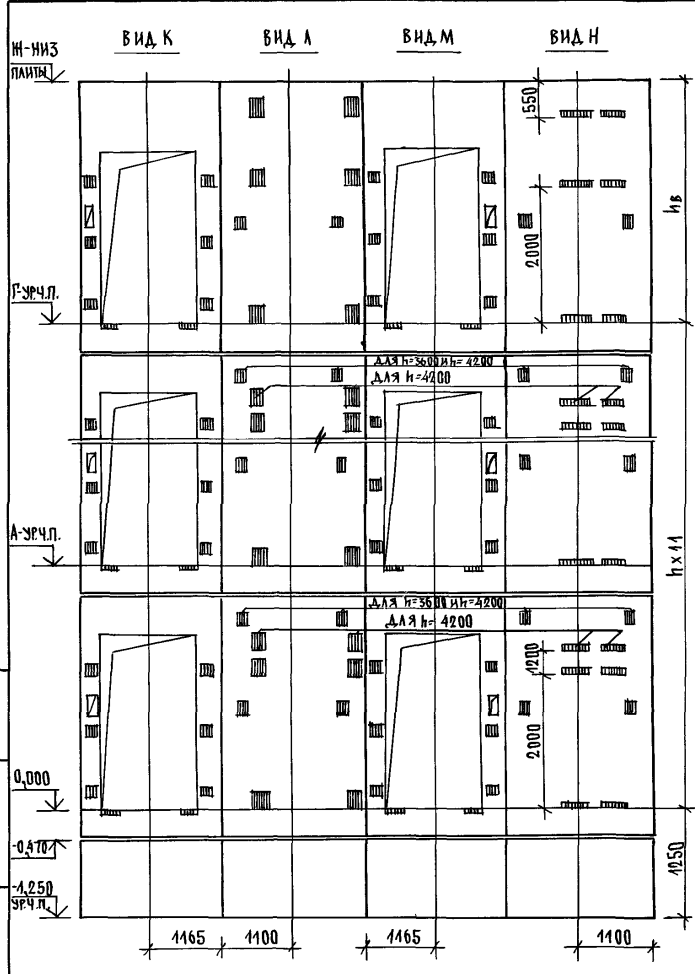 ВИД К
ВИД Л
ВИД М
ВИД Н
Ж-НИЗ
ПЛИТЫ
550
hв
2000
Г-УР.Ч.П.
ДЛЯ h=3600 И h=4200
ДЛЯ h=4200
А-УР.Ч.П.
h x 11
ДЛЯ h=3600 И h=4200
ДЛЯ h=4200
1200
2000
0,000
-0,470
1250
-1,250
УР.Ч.П.
1165
1100
1165
1100